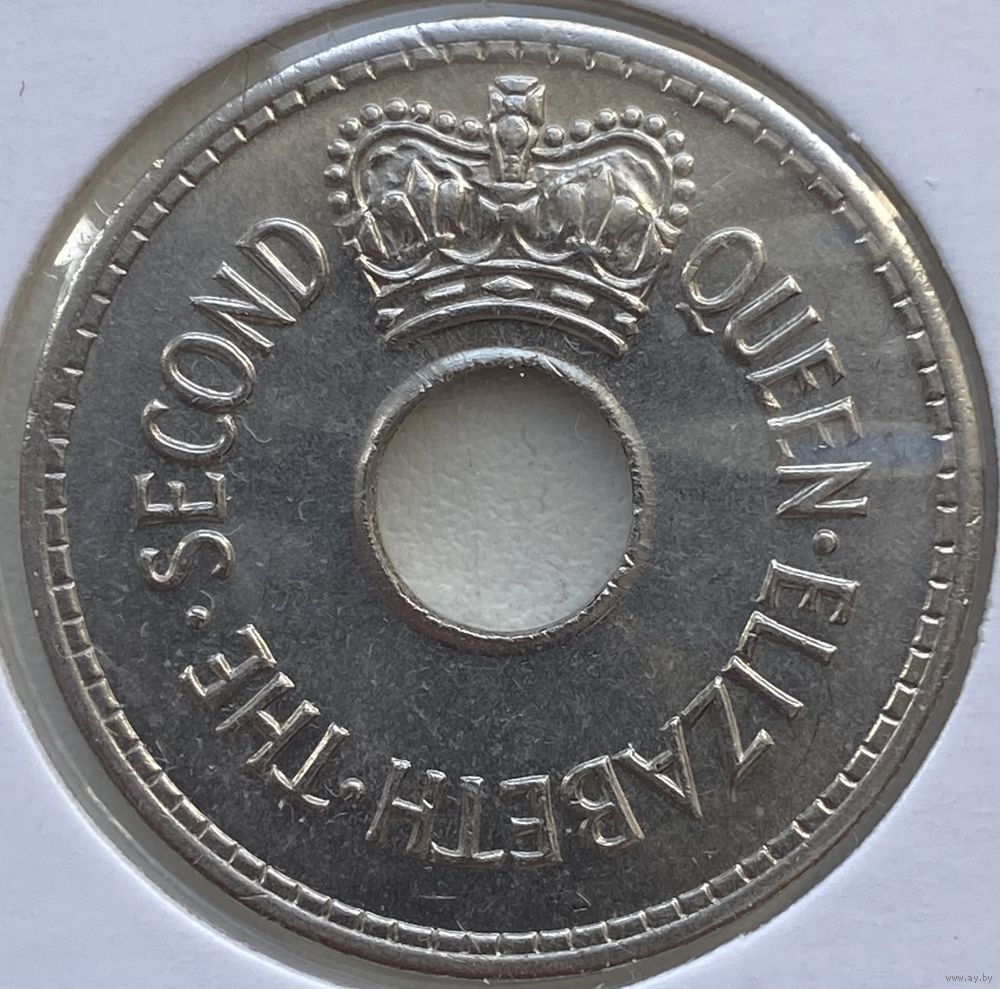 QUEEN · ELIZABETH · THE · SECOND
www.ay.by